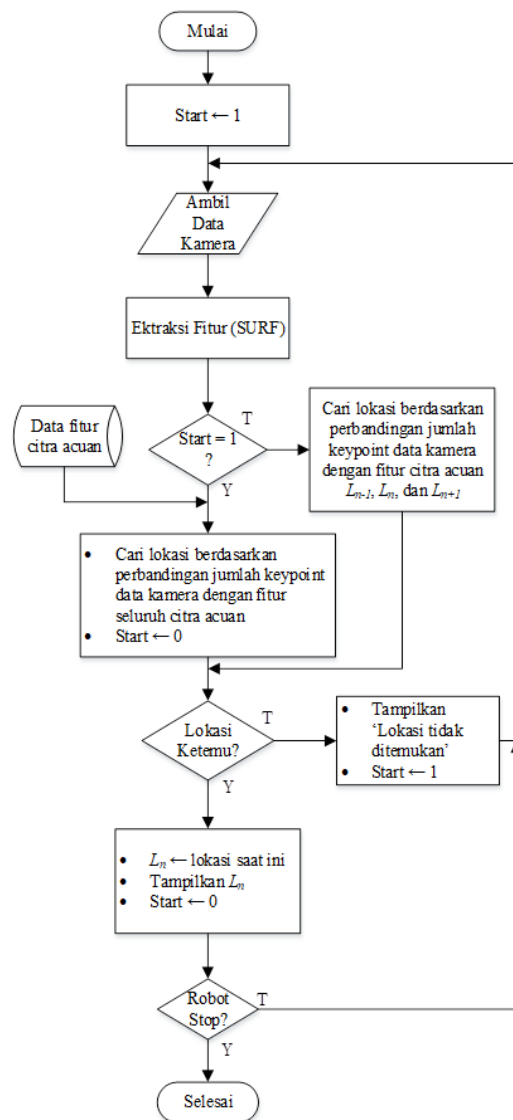 Mulai
Start ← 1
Ambil
Data
Kamera
Ektraksi Fitur (SURF)
Data fitur
citra acuan
Start = 1
?
T
Y
Cari lokasi berdasarkan
perbandingan jumlah
keypoint data kamera
dengan fitur citra acuan
Lₙ₋₁, Lₙ, dan Lₙ₊₁
• Cari lokasi berdasarkan
perbandingan jumlah keypoint
data kamera dengan fitur
seluruh citra acuan
• Start ← 0
Lokasi
Ketemu?
T
Y
• Tampilkan
‘Lokasi tidak
ditemukan’
• Start ← 1
• Lₙ ← lokasi saat ini
• Tampilkan Lₙ
• Start ← 0
Robot
Stop?
T
Y
Selesai